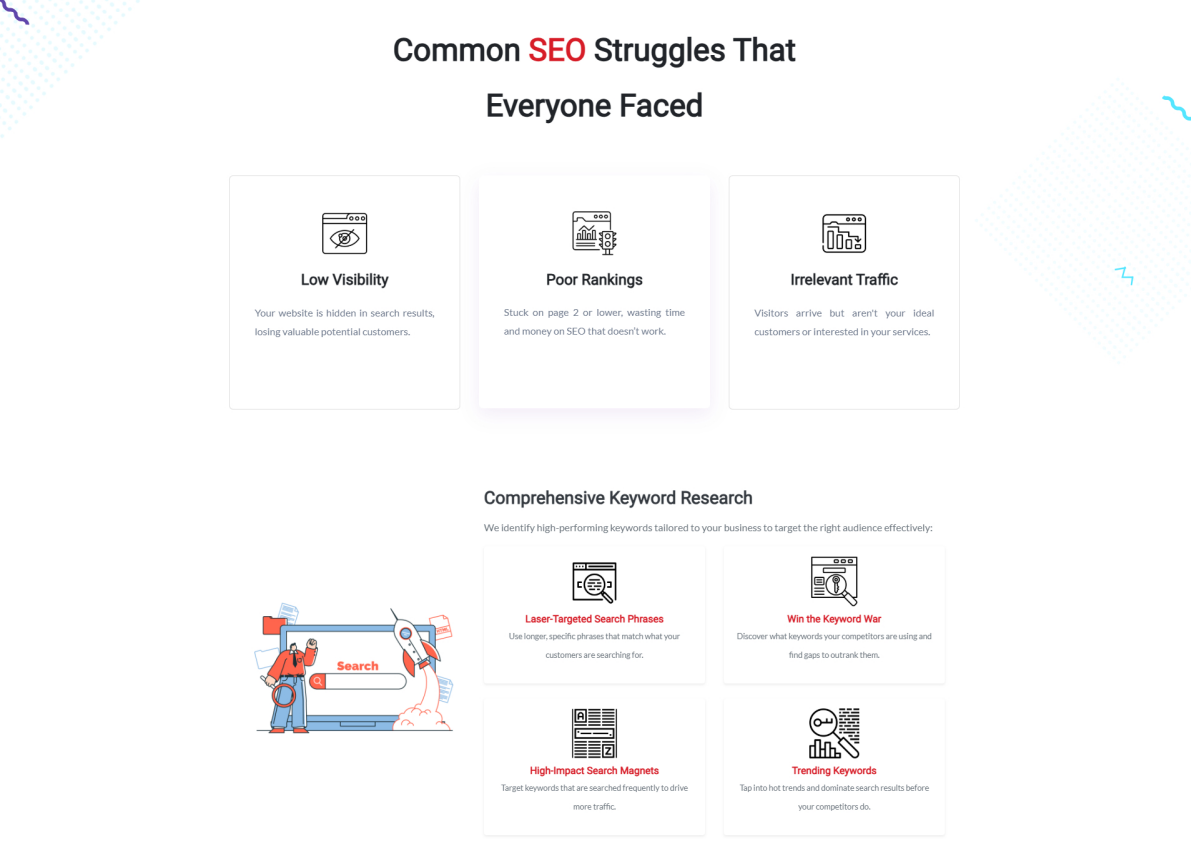 Common SEO Struggles That
Everyone Faced
Low Visibility
Your website is hidden in search results,
losing valuable potential customers.
Poor Rankings
Stuck on page 2 or lower, wasting time
and money on SEO that doesn't work.
Irrelevant Traffic
Visitors arrive but aren't your ideal
customers or interested in your services.
Comprehensive Keyword Research
We identify high-performing keywords tailored to your business to target the right audience effectively:
Search
Laser-Targeted Search Phrases
Use longer, specific phrases that match what your
customers are searching for.
Win the Keyword War
Discover what keywords your competitors are using and
find gaps to outrank them.
A
Z
High-Impact Search Magnets
Target keywords that are searched frequently to drive
more traffic.
Trending Keywords
Tap into hot trends and dominate search results before
your competitors do.